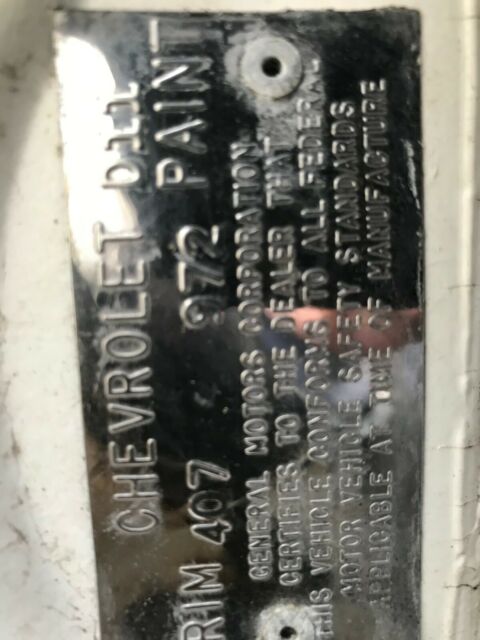 CHEVROLET DIV
RIM 407 972 PAINT
GENERAL MOTORS CORPORATION
CERTIFIES TO THE DEALER THAT
THIS VEHICLE CONFORMS TO ALL FEDERAL
MOTOR VEHICLE SAFETY STANDARDS
APPLICABLE AT TIME OF MANUFACTURE